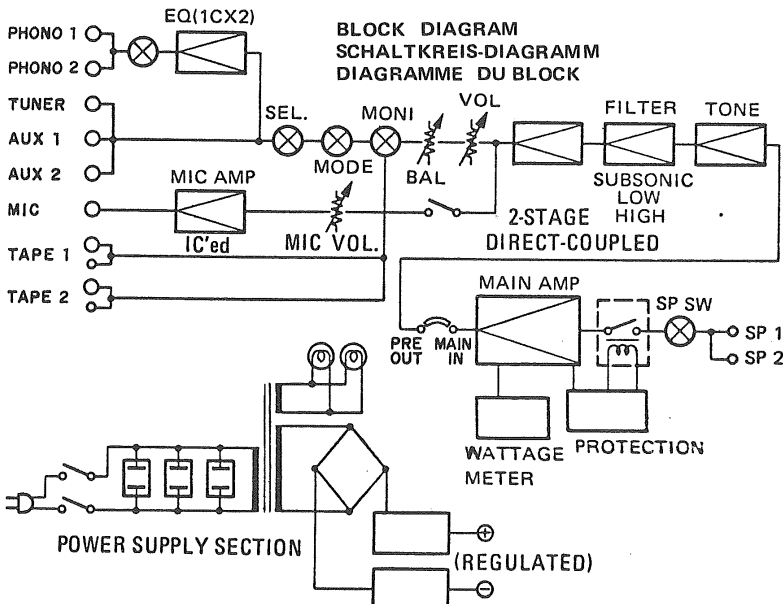 EQ(1CX2)
BLOCK DIAGRAM
SCHALTKREIS-DIAGRAMM
DIAGRAMME DU BLOCK
PHONO 1
PHONO 2
TUNER
AUX 1
AUX 2
MIC
TAPE 1
TAPE 2
SEL.
MODE
MONI
BAL
VOL
FILTER
SUBSONIC
LOW
HIGH
TONE
MIC AMP
IC'ed
MIC VOL.
2-STAGE
DIRECT-COUPLED
MAIN AMP
PRE
OUT
MAIN
IN
SP SW
SP 1
SP 2
WATTAGE
METER
PROTECTION
POWER SUPPLY SECTION
(REGULATED)
+
−